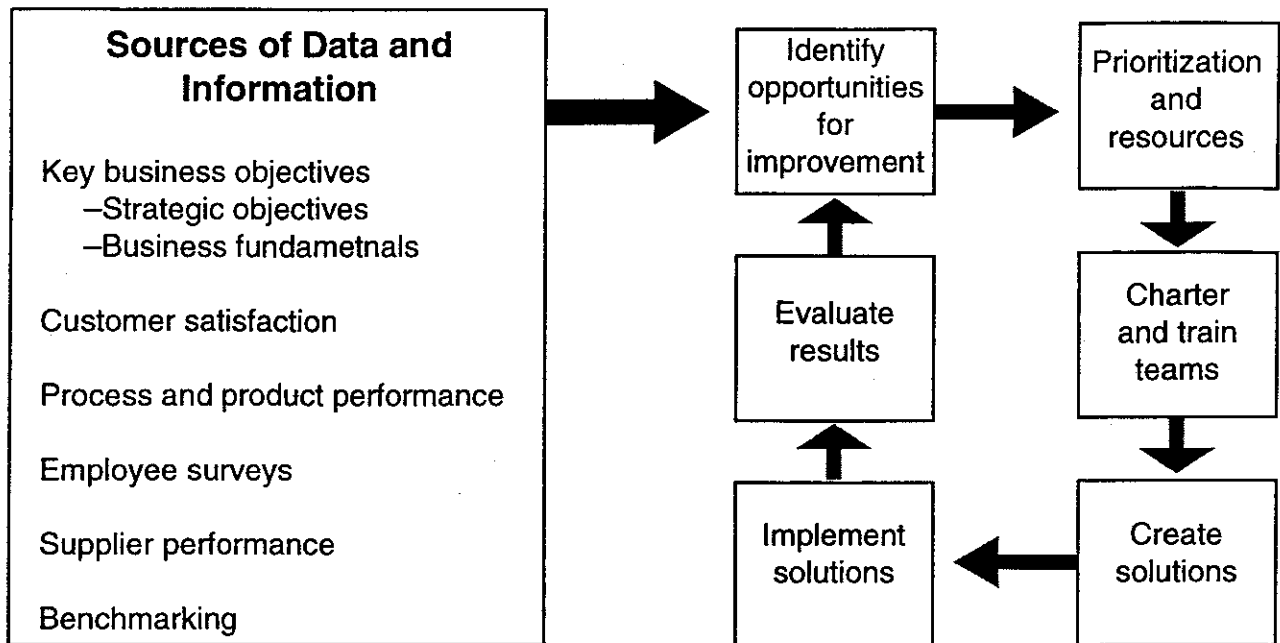 Sources of Data and
Information
Key business objectives
–Strategic objectives
–Business fundametnals
Customer satisfaction
Process and product performance
Employee surveys
Supplier performance
Benchmarking
Identify
opportunities
for
improvement
Prioritization
and
resources
Charter
and train
teams
Create
solutions
Implement
solutions
Evaluate
results